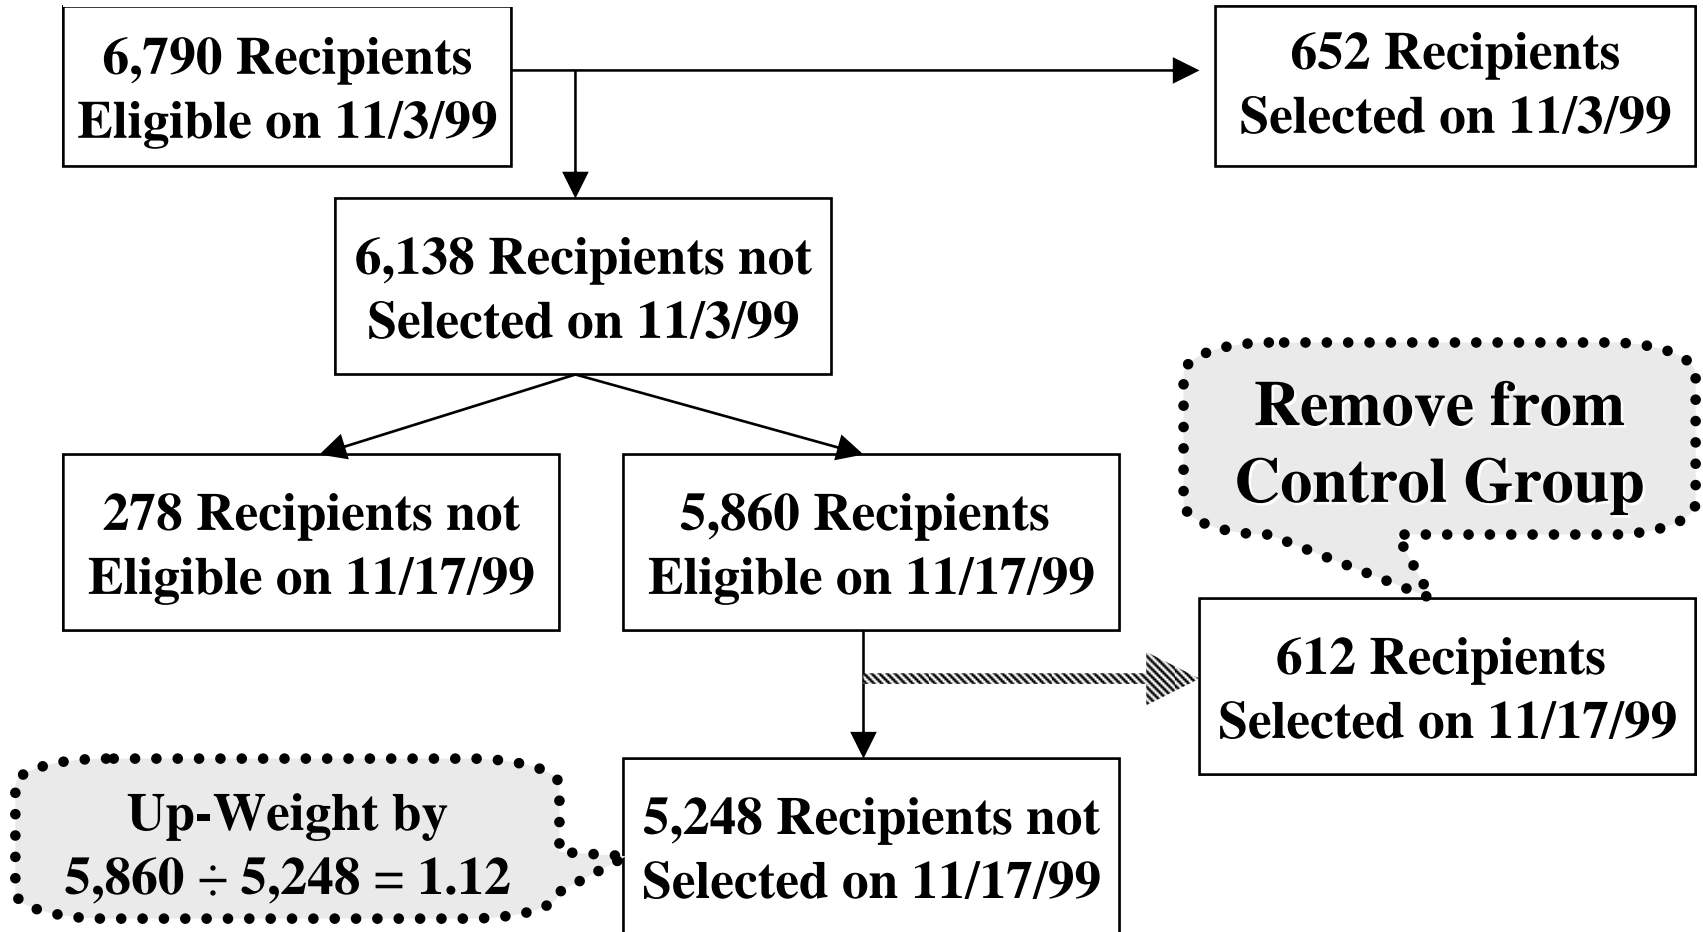 6,790 Recipients
Eligible on 11/3/99
652 Recipients
Selected on 11/3/99
6,138 Recipients not
Selected on 11/3/99
Remove from
Control Group
278 Recipients not
Eligible on 11/17/99
5,860 Recipients
Eligible on 11/17/99
612 Recipients
Selected on 11/17/99
Up-Weight by
5,860 ÷ 5,248 = 1.12
5,248 Recipients not
Selected on 11/17/99